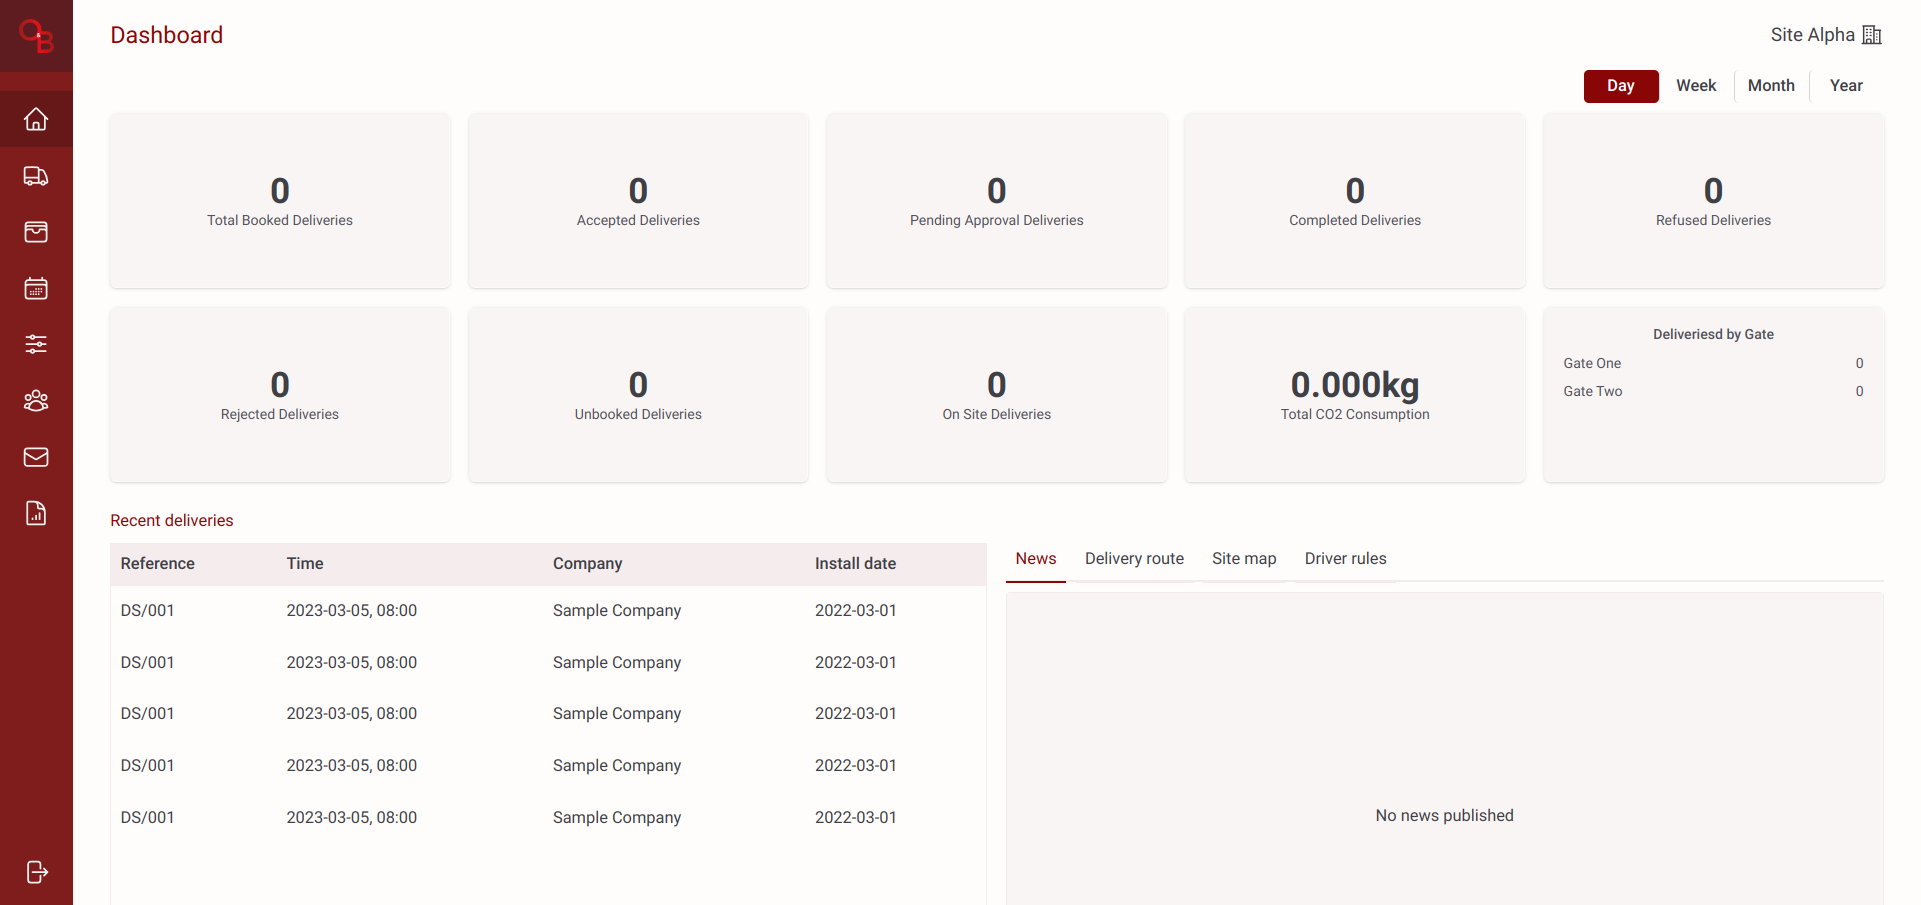 O&B
Dashboard
Site Alpha
Day Week Month Year
0
Total Booked Deliveries
0
Accepted Deliveries
0
Pending Approval Deliveries
0
Completed Deliveries
0
Refused Deliveries
0
Rejected Deliveries
0
Unbooked Deliveries
0
On Site Deliveries
0.000kg
Total CO2 Consumption
Deliveriesd by Gate
Gate One 0
Gate Two 0
Recent deliveries
Reference Time Company Install date
DS/001 2023-03-05, 08:00 Sample Company 2022-03-01
DS/001 2023-03-05, 08:00 Sample Company 2022-03-01
DS/001 2023-03-05, 08:00 Sample Company 2022-03-01
DS/001 2023-03-05, 08:00 Sample Company 2022-03-01
DS/001 2023-03-05, 08:00 Sample Company 2022-03-01
News Delivery route Site map Driver rules
No news published